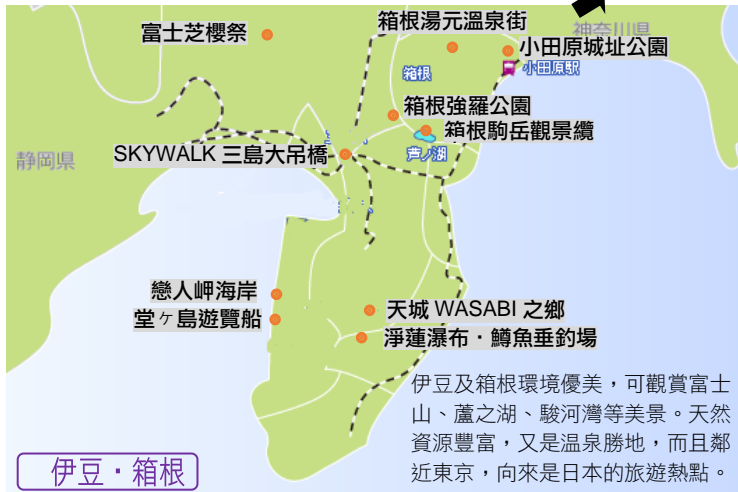 箱根湯元溫泉街
富士芝櫻祭
神奈川県
小田原城址公園
小田原駅
箱根
箱根強羅公園
箱根駒岳觀景纜
SKYWALK 三島大吊橋
芦ノ湖
静岡県
戀人岬海岸
堂ヶ島遊覽船
天城 WASABI 之鄉
淨蓮瀑布・鱒魚垂釣場
伊豆及箱根環境優美，可觀賞富士
山、蘆之湖、駿河灣等美景。天然
資源豐富，又是温泉勝地，而且鄰
近東京，向來是日本的旅遊熱點。
伊豆・箱根